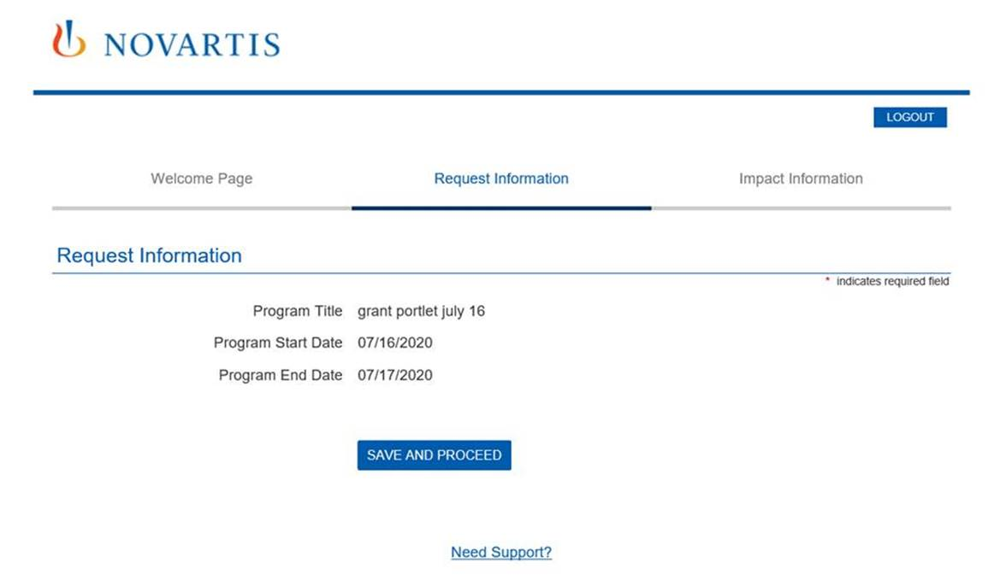 NOVARTIS
LOGOUT
Welcome Page Request Information Impact Information
Request Information
* indicates required field
Program Title grant portlet july 16
Program Start Date 07/16/2020
Program End Date 07/17/2020
SAVE AND PROCEED
Need Support?